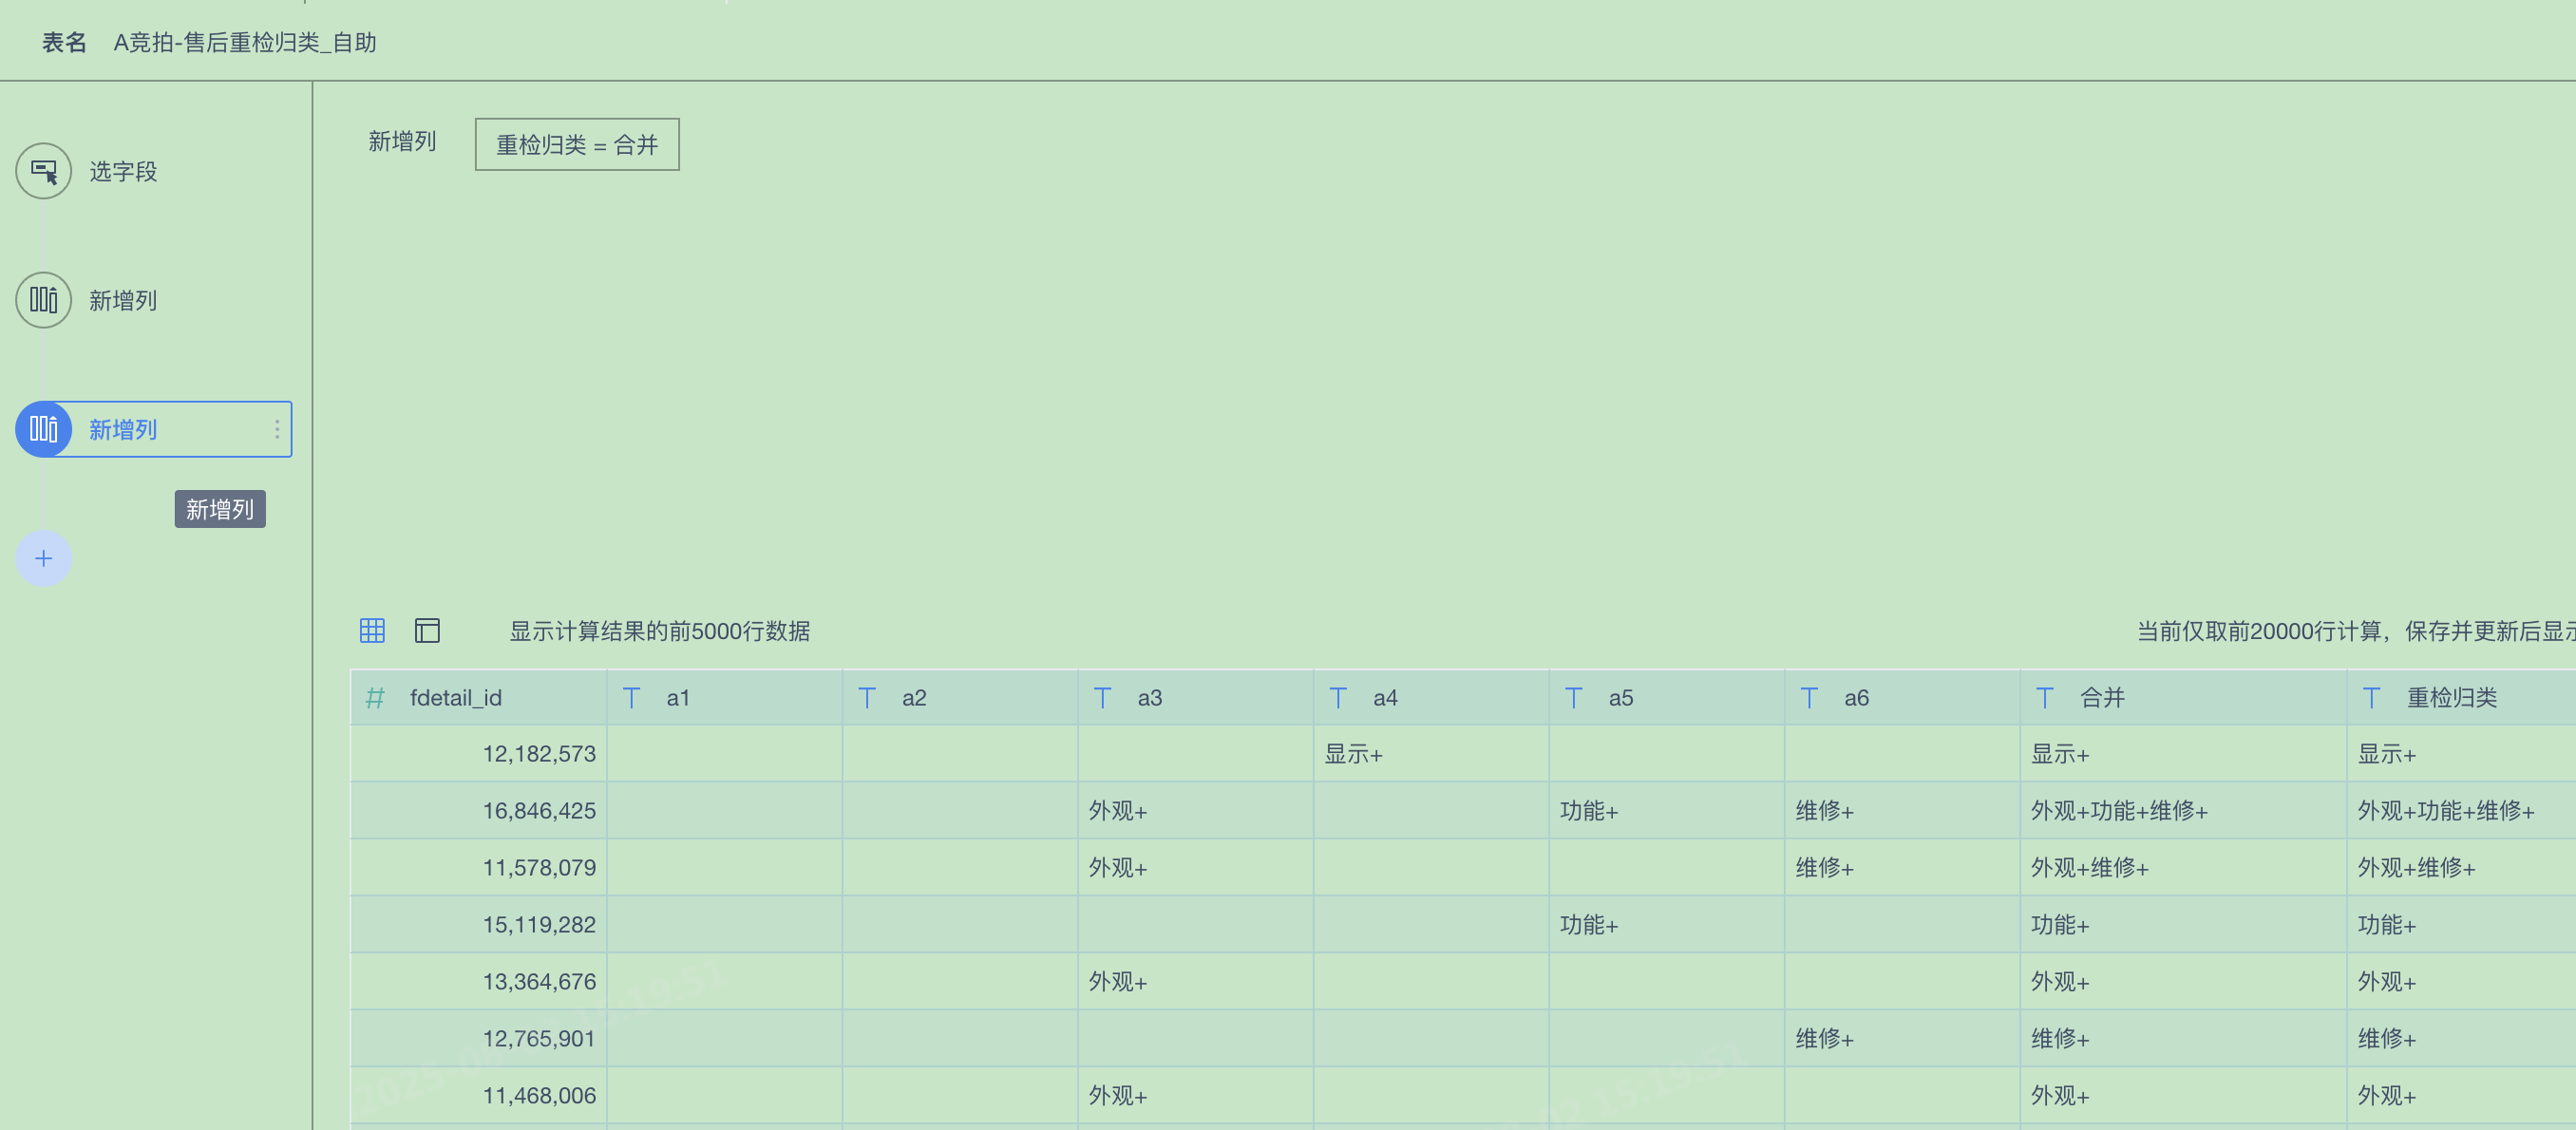 表名 A竞拍-售后重检归类_自助
选字段
新增列
新增列
新增列
新增列 重检归类 = 合并
显示计算结果的前5000行数据 当前仅取前20000行计算，保存并更新后显示
# fdetail_id T a1 T a2 T a3 T a4 T a5 T a6 T 合并 T 重检归类
12,182,573 显示+ 显示+ 显示+
16,846,425 外观+ 功能+ 维修+ 外观+功能+维修+ 外观+功能+维修+
11,578,079 外观+ 维修+ 外观+维修+ 外观+维修+
15,119,282 功能+ 功能+ 功能+
13,364,676 外观+ 外观+ 外观+
12,765,901 维修+ 维修+ 维修+
11,468,006 外观+ 外观+ 外观+